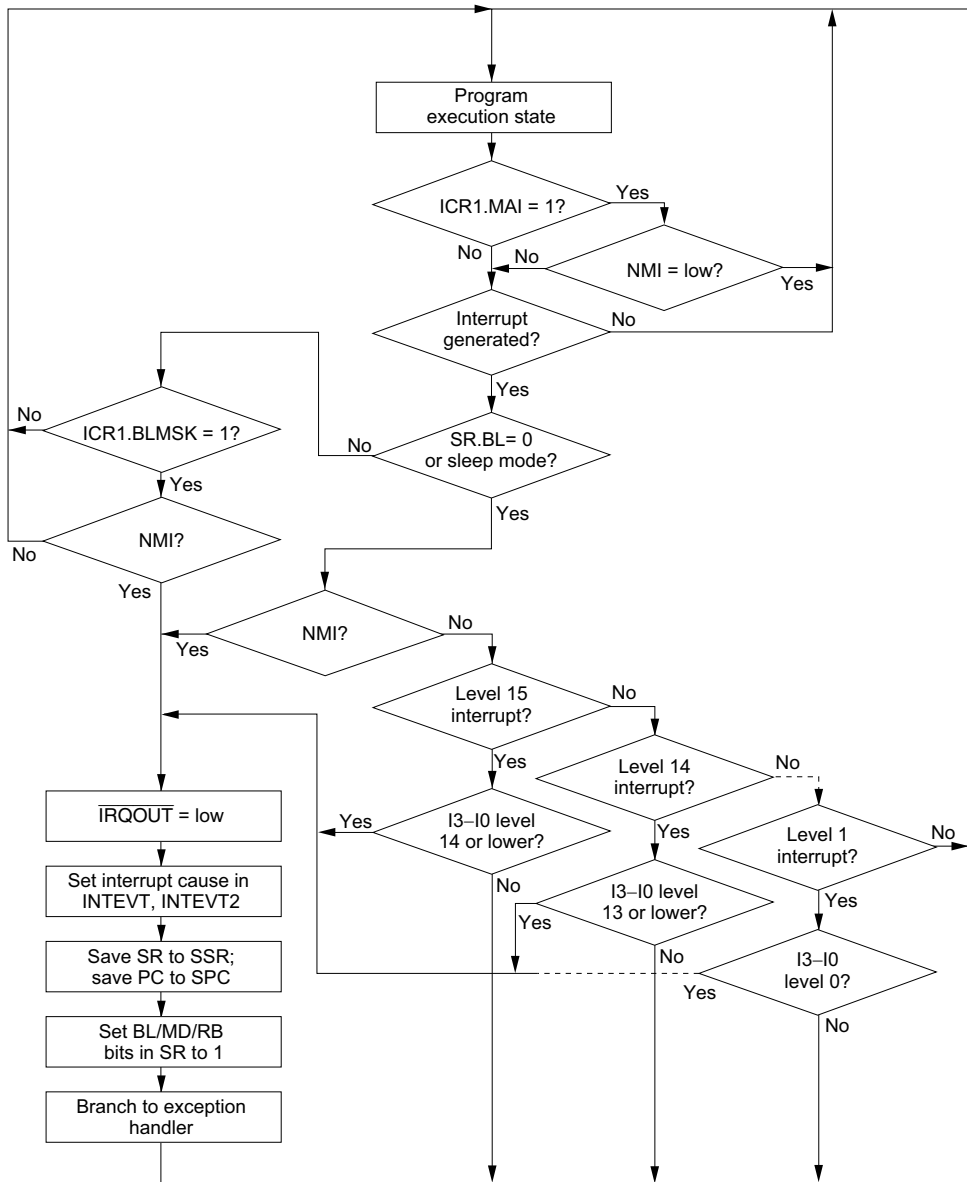 Program
execution state
ICR1.MAI = 1?
Yes
No
NMI = low?
No
Yes
Interrupt
generated?
No
Yes
ICR1.BLMSK = 1?
No
Yes
SR.BL= 0
or sleep mode?
No
Yes
NMI?
No
Yes
NMI?
Yes
No
Level 15
interrupt?
No
Yes
Level 14
interrupt?
No
Yes
Level 1
interrupt?
No
Yes
I3–I0 level
14 or lower?
Yes
No
I3–I0 level
13 or lower?
Yes
No
I3–I0
level 0?
Yes
No
IRQOUT = low
Set interrupt cause in
INTEVT, INTEVT2
Save SR to SSR;
save PC to SPC
Set BL/MD/RB
bits in SR to 1
Branch to exception
handler